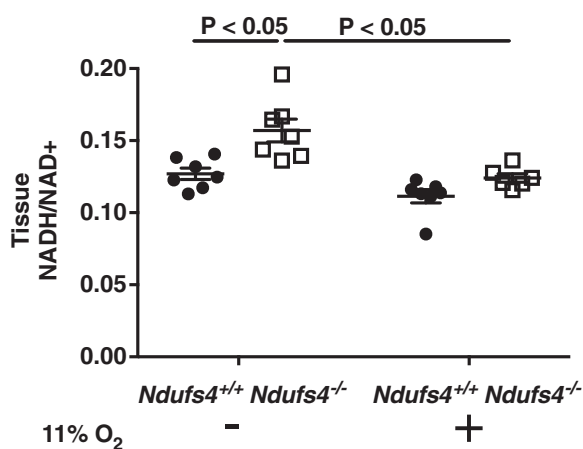 P < 0.05 P < 0.05
0.20
0.15
0.10
0.05
0.00
Tissue
NADH/NAD+
Ndufs4+/+ Ndufs4-/- Ndufs4+/+ Ndufs4-/-
11% O2 - +